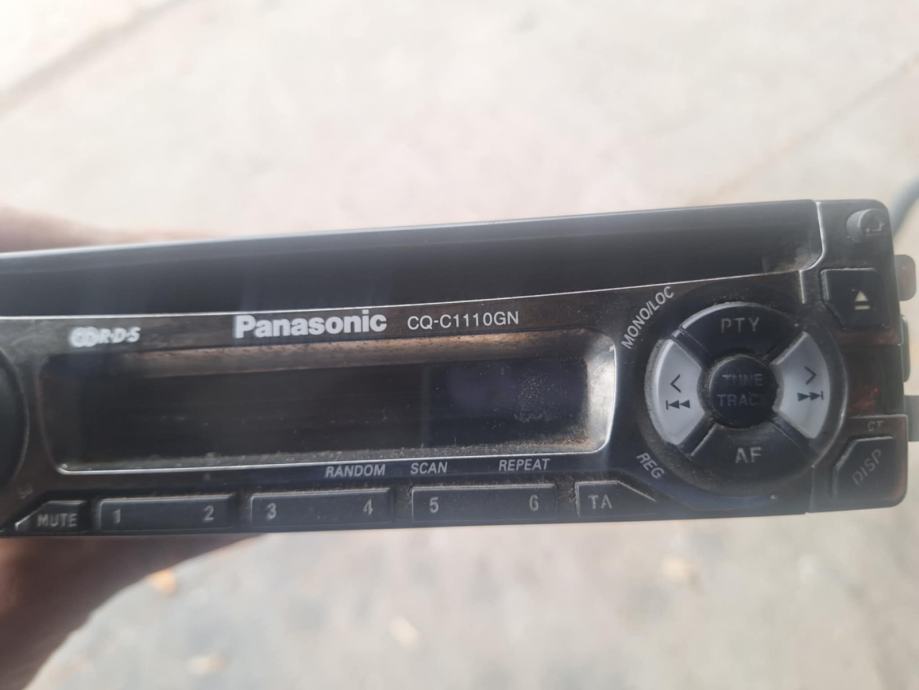 R·D·S
Panasonic CQ-C1110GN
MONO/LOC
PTY
TUNE
TRACK
AF
REG
CT
DISP
RANDOM SCAN REPEAT
MUTE 1 2 3 4 5 6 TA